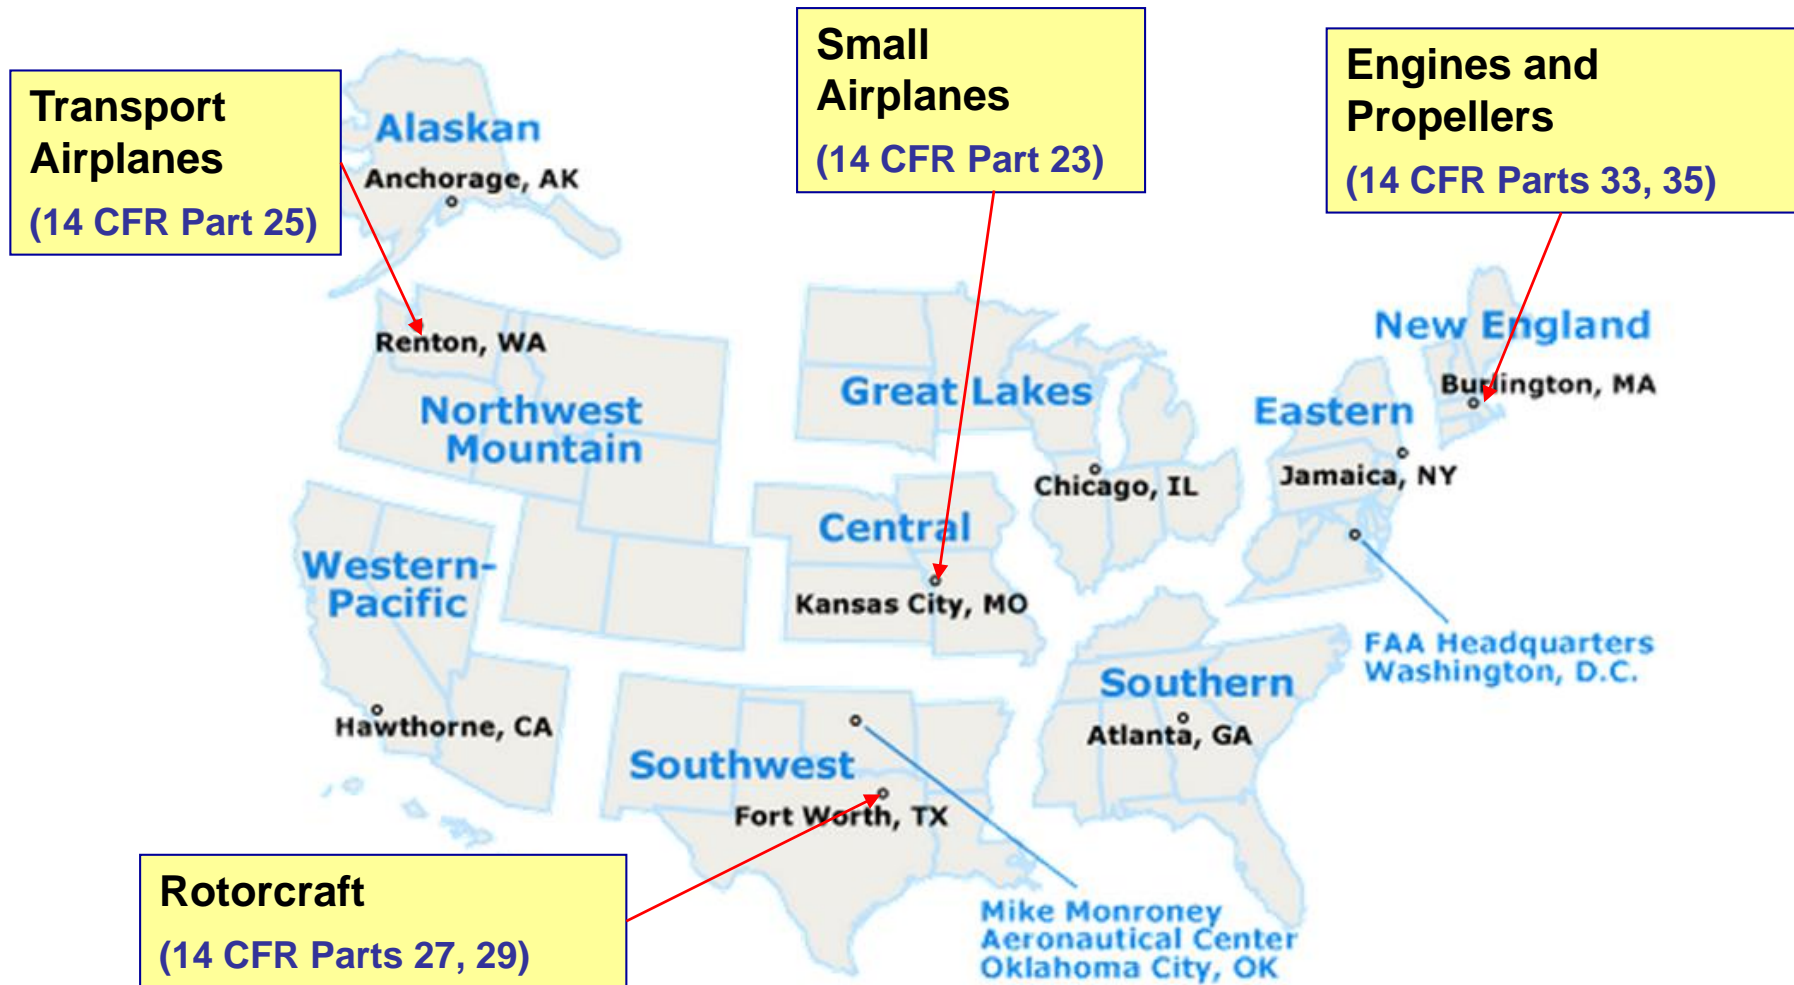 Transport
Airplanes
(14 CFR Part 25)
Small
Airplanes
(14 CFR Part 23)
Engines and
Propellers
(14 CFR Parts 33, 35)
Alaskan
Anchorage, AK
Renton, WA
Northwest
Mountain
Great Lakes
Chicago, IL
New England
Burlington, MA
Eastern
Jamaica, NY
Central
Kansas City, MO
Western-
Pacific
Hawthorne, CA
FAA Headquarters
Washington, D.C.
Southern
Atlanta, GA
Southwest
Fort Worth, TX
Rotorcraft
(14 CFR Parts 27, 29)
Mike Monroney
Aeronautical Center
Oklahoma City, OK